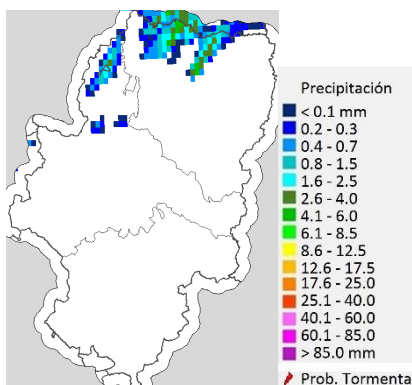 Precipitación
< 0.1 mm
0.2 - 0.3
0.4 - 0.7
0.8 - 1.5
1.6 - 2.5
2.6 - 4.0
4.1 - 6.0
6.1 - 8.5
8.6 - 12.5
12.6 - 17.5
17.6 - 25.0
25.1 - 40.0
40.1 - 60.0
60.1 - 85.0
> 85.0 mm
Prob. Tormenta